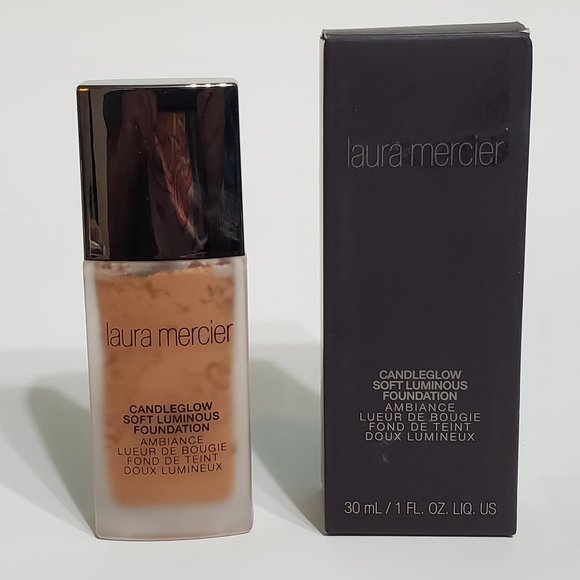 laura mercier
CANDLEGLOW
SOFT LUMINOUS
FOUNDATION
AMBIANCE
LUEUR DE BOUGIE
FOND DE TEINT
DOUX LUMINEUX
laura mercier
CANDLEGLOW
SOFT LUMINOUS
FOUNDATION
AMBIANCE
LUEUR DE BOUGIE
FOND DE TEINT
DOUX LUMINEUX
30 mL / 1 FL. OZ. LIQ. US